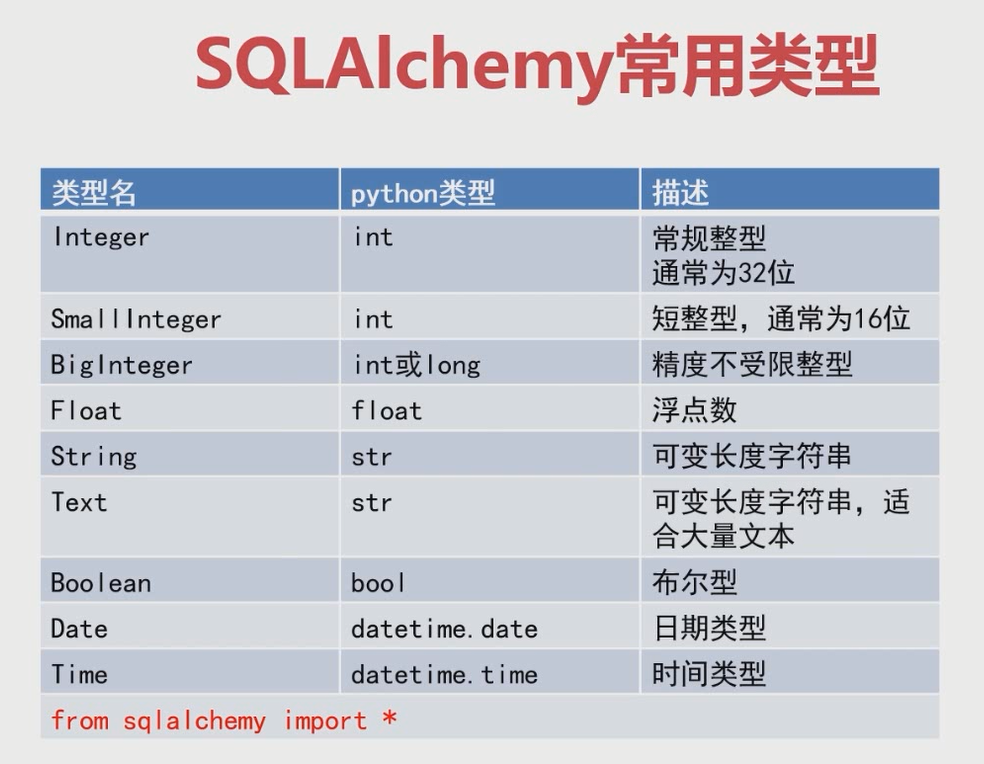 SQLAlchemy常用类型
类型名 python类型 描述
Integer int 常规整型
通常为32位
SmallInteger int 短整型，通常为16位
BigInteger int或long 精度不受限整型
Float float 浮点数
String str 可变长度字符串
Text str 可变长度字符串，适
合大量文本
Boolean bool 布尔型
Date datetime.date 日期类型
Time datetime.time 时间类型
from sqlalchemy import *